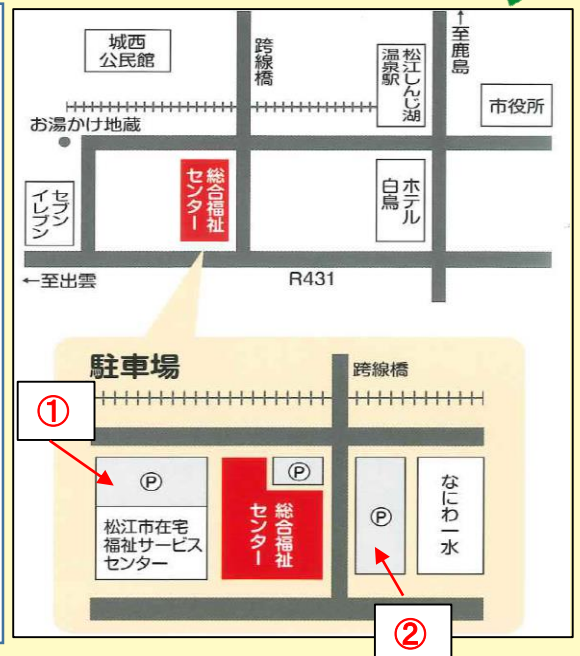 城西
公民館
跨線橋
松江しんじ湖
温泉駅
↑至鹿島
市役所
お湯かけ地蔵
セブン
イレブン
総合福祉
センター
ホテル
白鳥
←至出雲
R431
駐車場
跨線橋
①
Ⓟ
松江市在宅
福祉サービス
センター
総合福祉
センター
Ⓟ
Ⓟ
なにわ一水
②